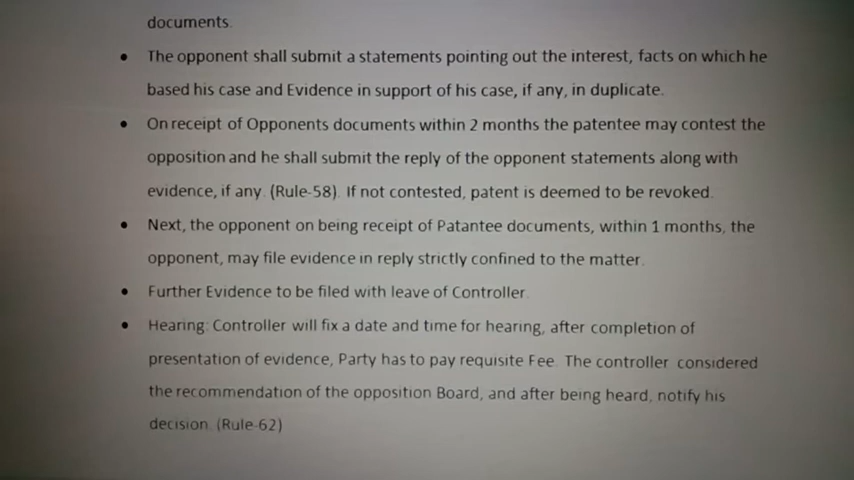 documents.
• The opponent shall submit a statements pointing out the interest, facts on which he
based his case and Evidence in support of his case, if any, in duplicate.
• On receipt of Opponents documents within 2 months the patentee may contest the
opposition and he shall submit the reply of the opponent statements along with
evidence, if any. (Rule-58). If not contested, patent is deemed to be revoked.
• Next, the opponent on being receipt of Patantee documents, within 1 months, the
opponent, may file evidence in reply strictly confined to the matter.
• Further Evidence to be filed with leave of Controller.
• Hearing: Controller will fix a date and time for hearing, after completion of
presentation of evidence, Party has to pay requisite Fee. The controller considered
the recommendation of the opposition Board, and after being heard, notify his
decision. (Rule-62)